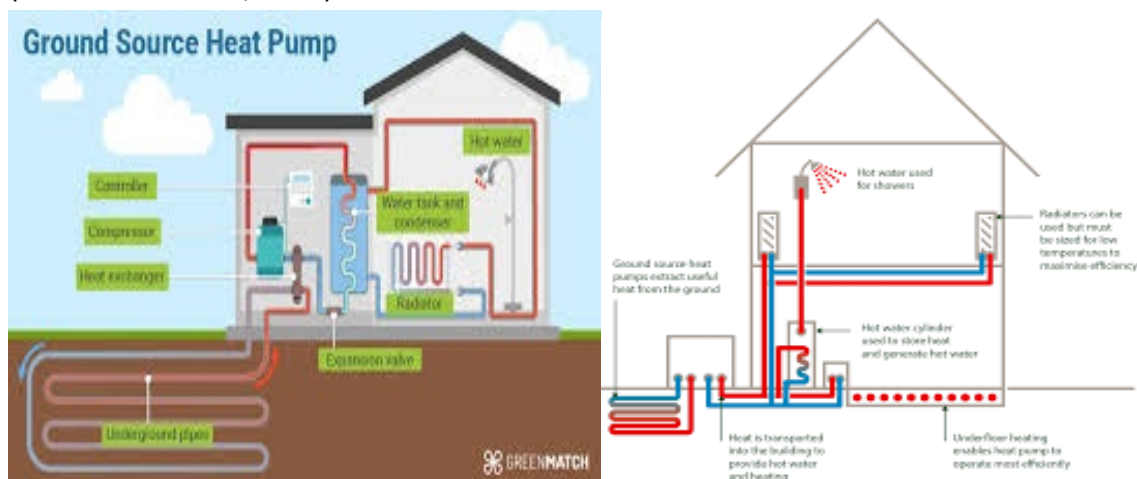 Ground Source Heat Pump
Controller
Compressor
Heat exchanger
Hot water
Water tank and
condenser
Radiator
Expansion valve
Underground pipes
GREENMATCH
Hot water used
for showers
Radiators can be
used but must
be sized for low
temperatures to
maximise efficiency
Ground source heat
pumps extract useful
heat from the ground
Hot water cylinder
used to store heat
and generate hot water
Heat is transported
into the building to
provide hot water
and heating
Underfloor heating
enables heat pump to
operate most efficiently